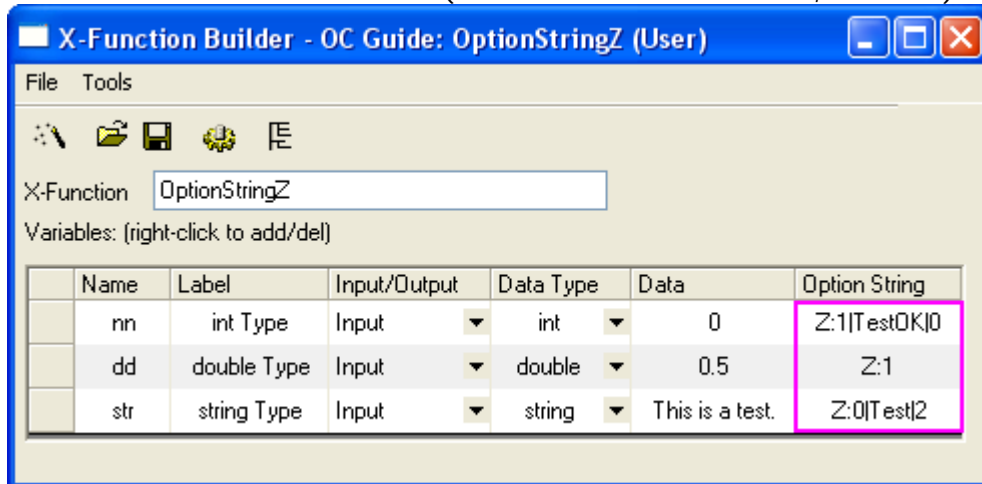 X-Function Builder - OC Guide: OptionStringZ (User)
File Tools
X-Function OptionStringZ
Variables: (right-click to add/del)
Name Label Input/Output Data Type Data Option String
nn int Type Input int 0 Z:1|TestOK|0
dd double Type Input double 0.5 Z:1
str string Type Input string This is a test. Z:0|Test|2